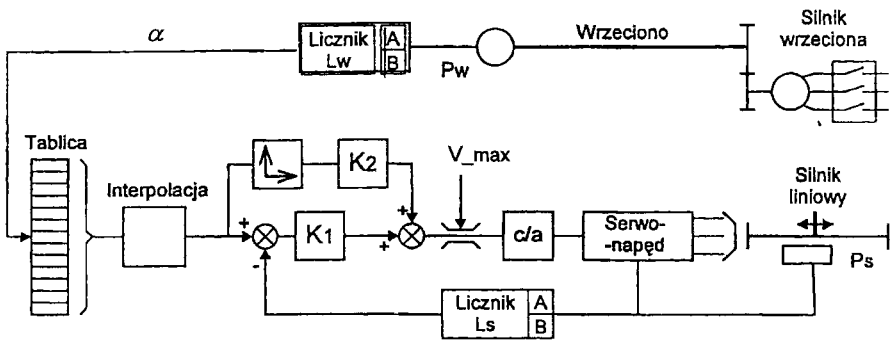 α
Licznik
Lw
A
B
Pw
Wrzeciono
Silnik
wrzeciona
Tablica
Interpolacja
K2
V_max
Silnik
liniowy
+
-
K1
+
+
c/a
Serwo-
-napęd
Ps
Licznik
Ls
A
B